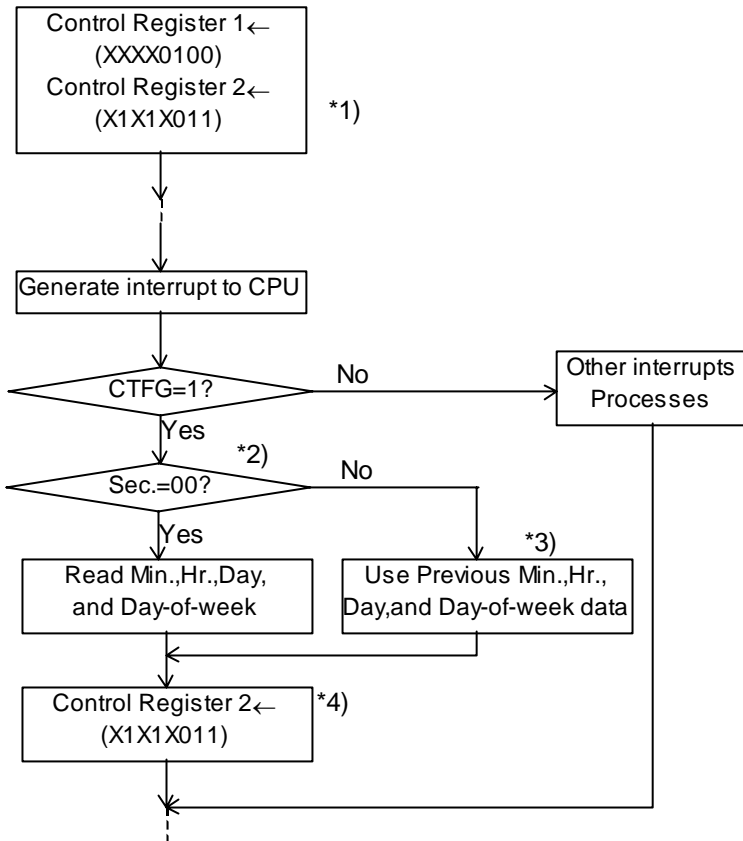 Control Register 1←
(XXXX0100)
Control Register 2←
(X1X1X011)
*1)
Generate interrupt to CPU
CTFG=1?
No
Other interrupts
Processes
Yes
*2)
Sec.=00?
No
Yes
*3)
Read Min.,Hr.,Day,
and Day-of-week
Use Previous Min.,Hr.,
Day,and Day-of-week data
Control Register 2←
(X1X1X011)
*4)